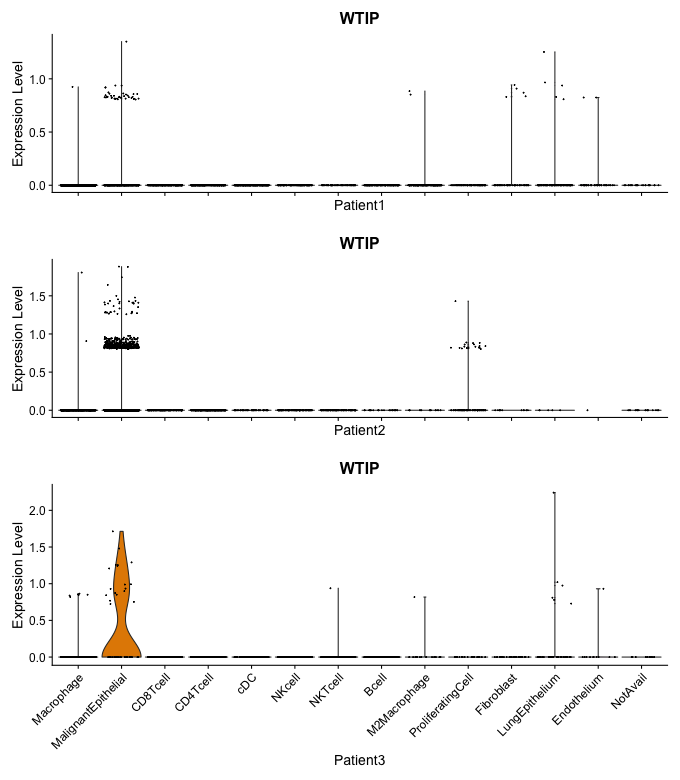 WTIP
Expression Level
1.0
0.5
0.0
Patient1
WTIP
Expression Level
1.5
1.0
0.5
0.0
Patient2
WTIP
Expression Level
2.0
1.5
1.0
0.5
0.0
Macrophage
MalignantEpithelial
CD8Tcell
CD4Tcell
cDC
NKcell
NKTcell
Bcell
M2Macrophage
ProliferatingCell
Fibroblast
LungEpithelium
Endothelium
NotAvail
Patient3